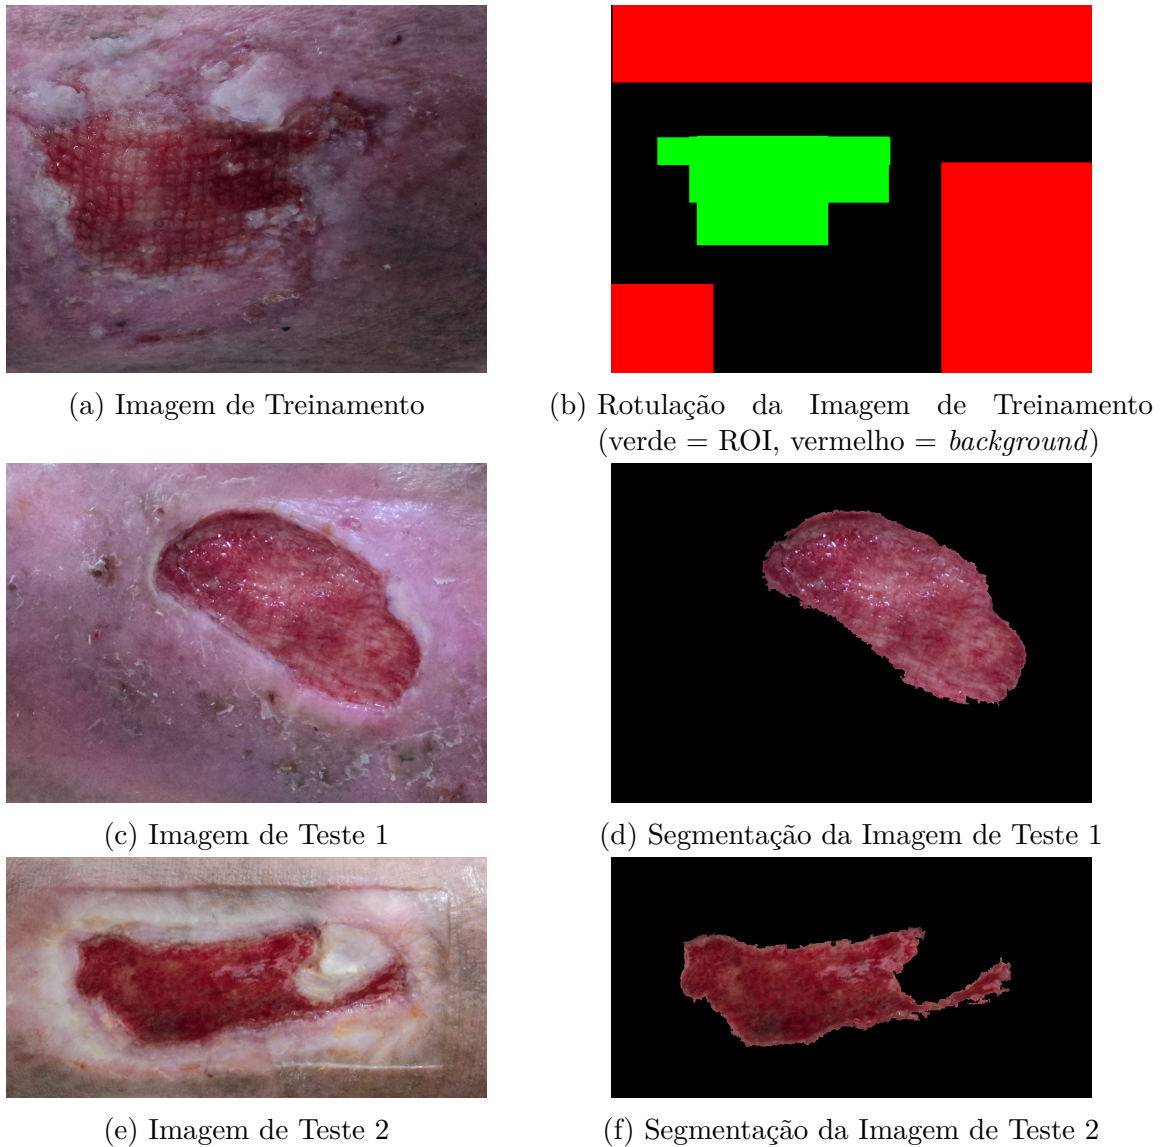 (a) Imagem de Treinamento
(b) Rotulação da Imagem de Treinamento
(verde = ROI, vermelho = background)
(c) Imagem de Teste 1
(d) Segmentação da Imagem de Teste 1
(e) Imagem de Teste 2
(f) Segmentação da Imagem de Teste 2